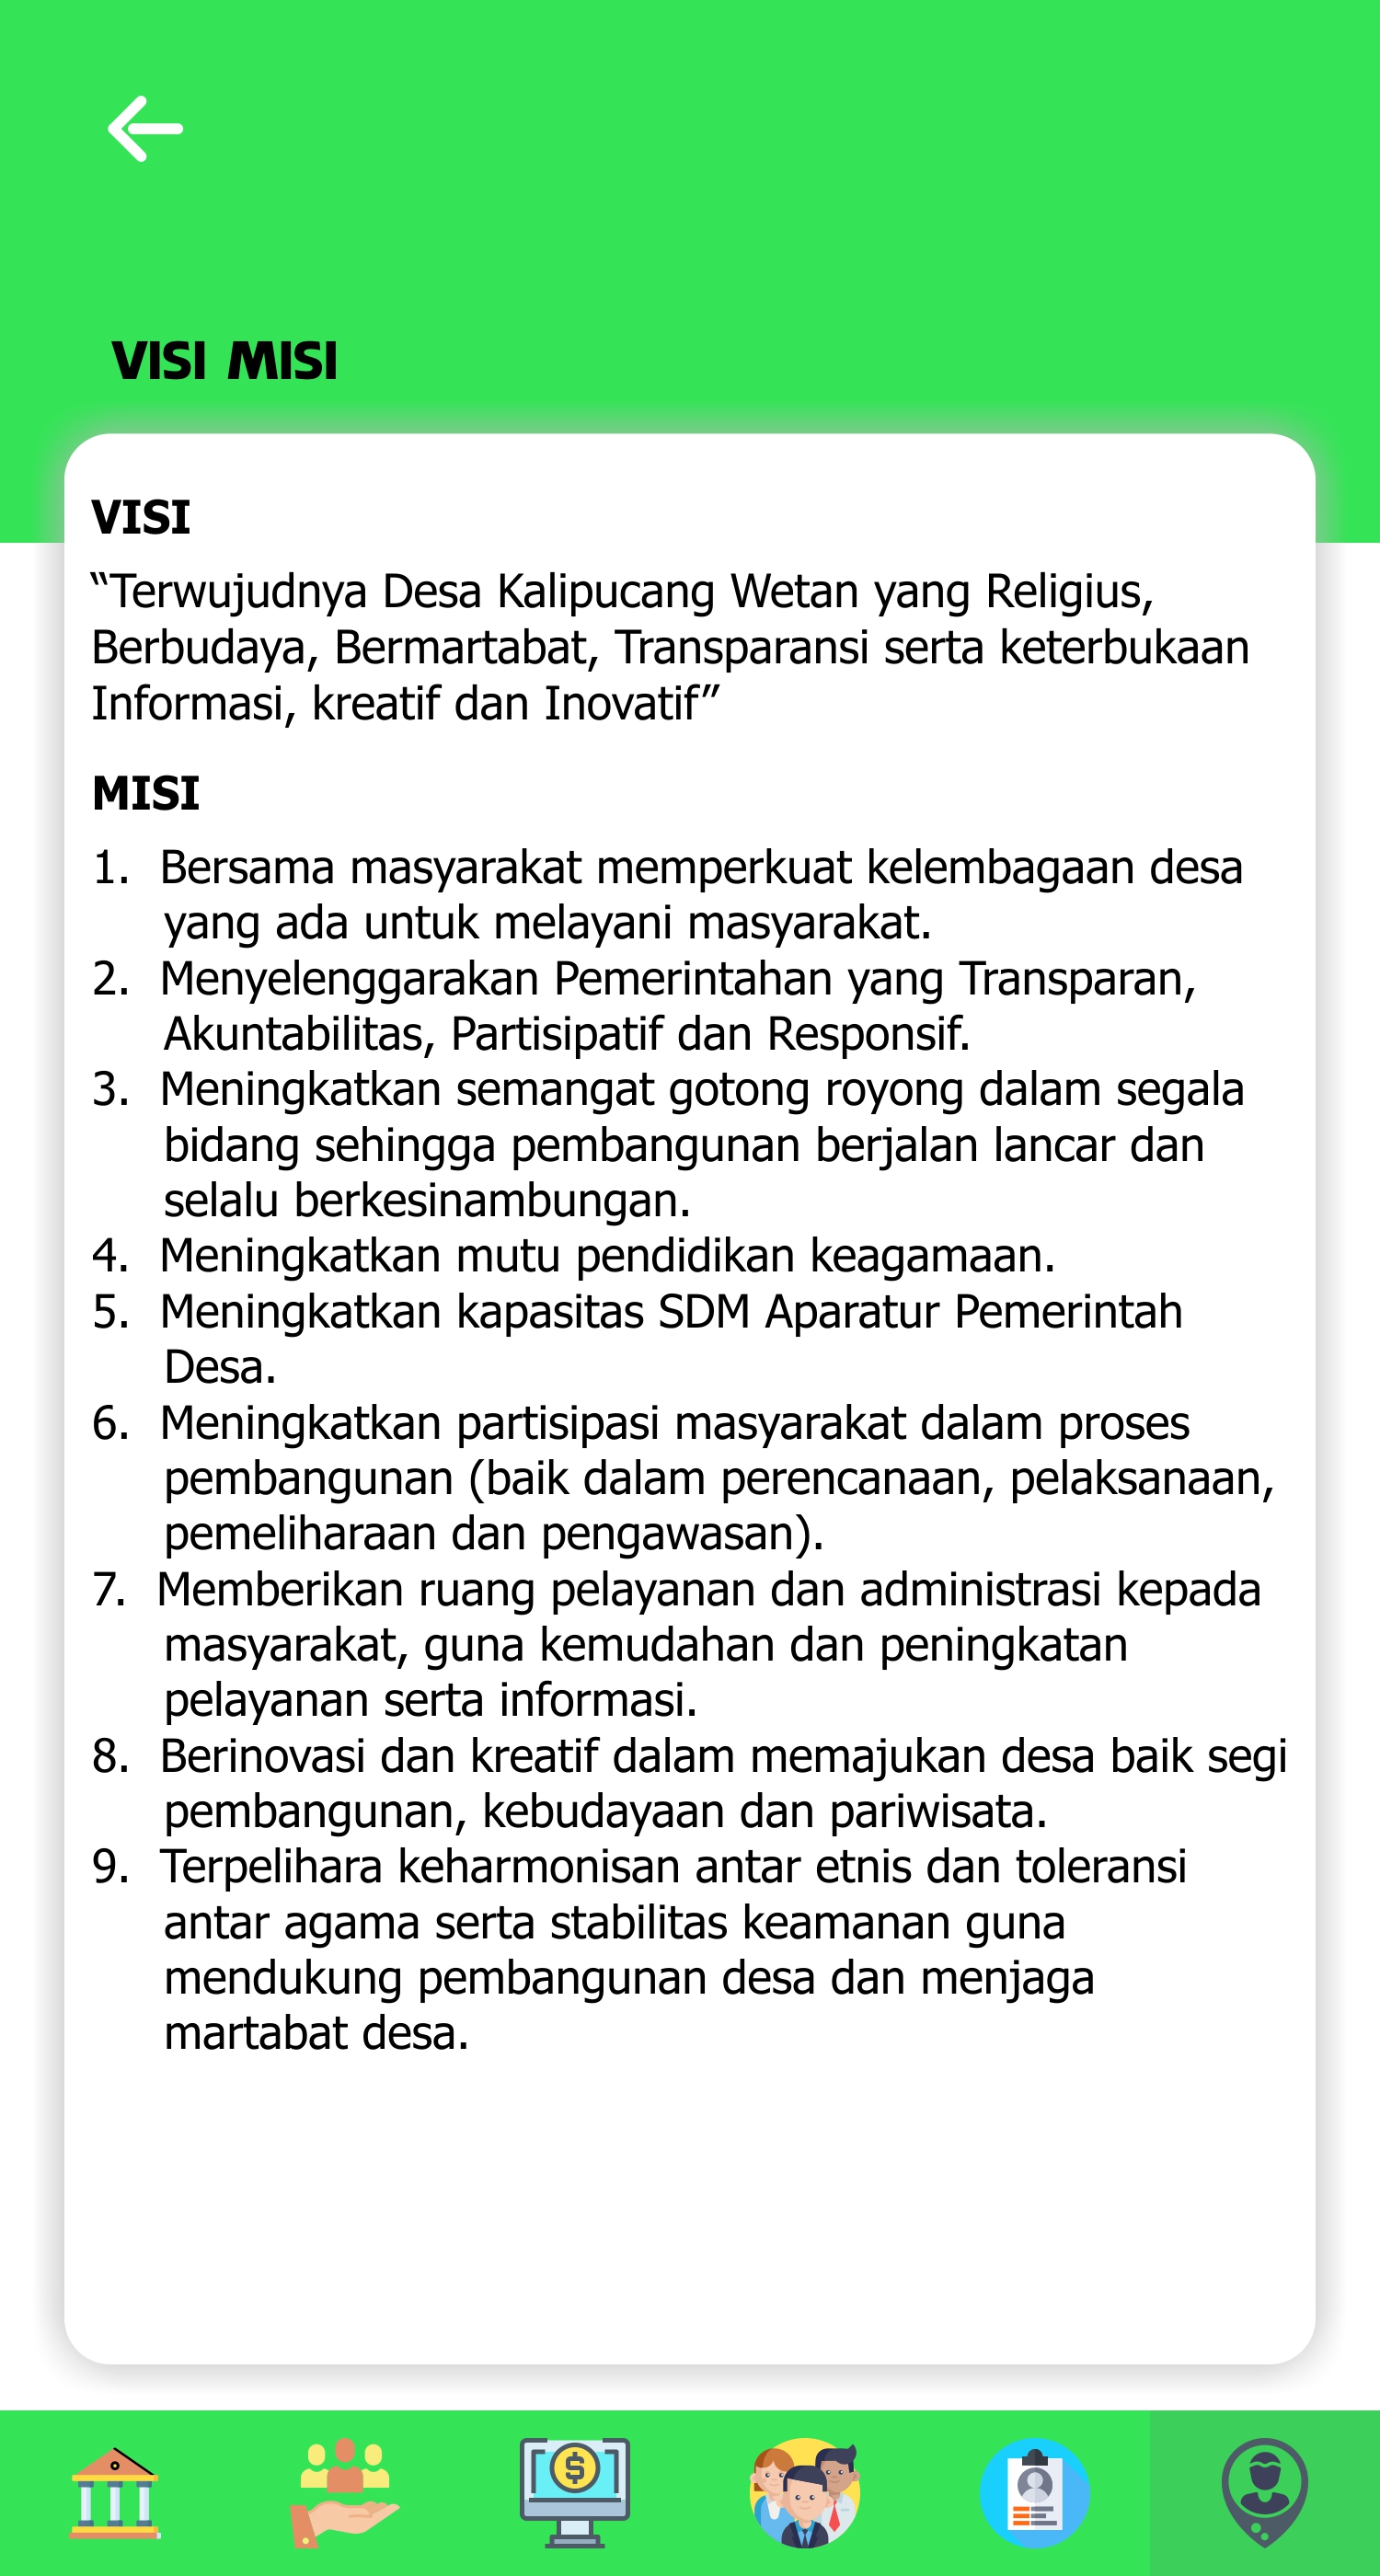 VISI MISI
VISI
“Terwujudnya Desa Kalipucang Wetan yang Religius,
Berbudaya, Bermartabat, Transparansi serta keterbukaan
Informasi, kreatif dan Inovatif”
MISI
1. Bersama masyarakat memperkuat kelembagaan desa
yang ada untuk melayani masyarakat.
2. Menyelenggarakan Pemerintahan yang Transparan,
Akuntabilitas, Partisipatif dan Responsif.
3. Meningkatkan semangat gotong royong dalam segala
bidang sehingga pembangunan berjalan lancar dan
selalu berkesinambungan.
4. Meningkatkan mutu pendidikan keagamaan.
5. Meningkatkan kapasitas SDM Aparatur Pemerintah
Desa.
6. Meningkatkan partisipasi masyarakat dalam proses
pembangunan (baik dalam perencanaan, pelaksanaan,
pemeliharaan dan pengawasan).
7. Memberikan ruang pelayanan dan administrasi kepada
masyarakat, guna kemudahan dan peningkatan
pelayanan serta informasi.
8. Berinovasi dan kreatif dalam memajukan desa baik segi
pembangunan, kebudayaan dan pariwisata.
9. Terpelihara keharmonisan antar etnis dan toleransi
antar agama serta stabilitas keamanan guna
mendukung pembangunan desa dan menjaga
martabat desa.
$